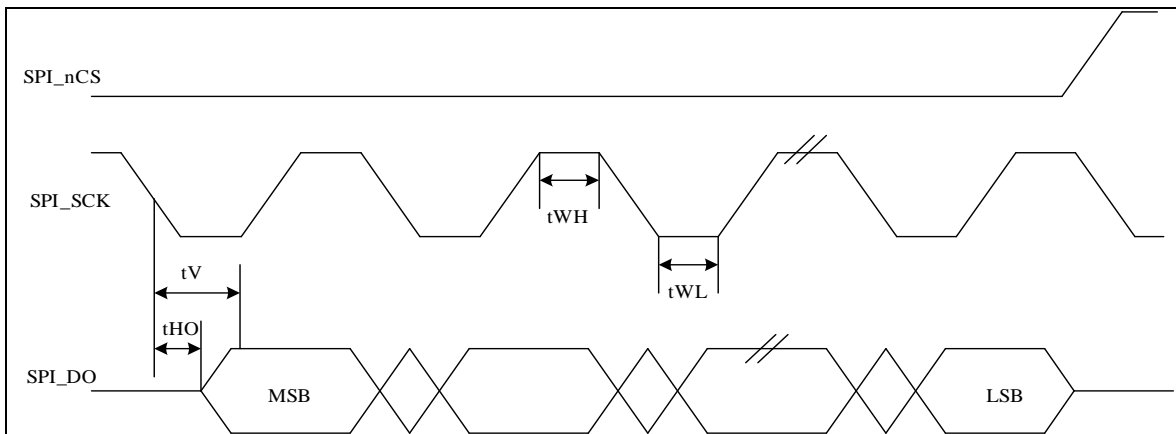 SPI_nCS
SPI_SCK
tWH
tV
tWL
tHO
SPI_DO
MSB
LSB